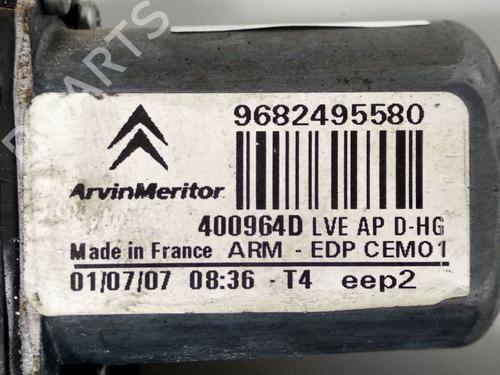 PARTS
9682495580
ArvinMeritor
400964D LVE AP D-HG
Made in France ARM - EDP CEM01
01/07/07 08:36 - T4 eep2